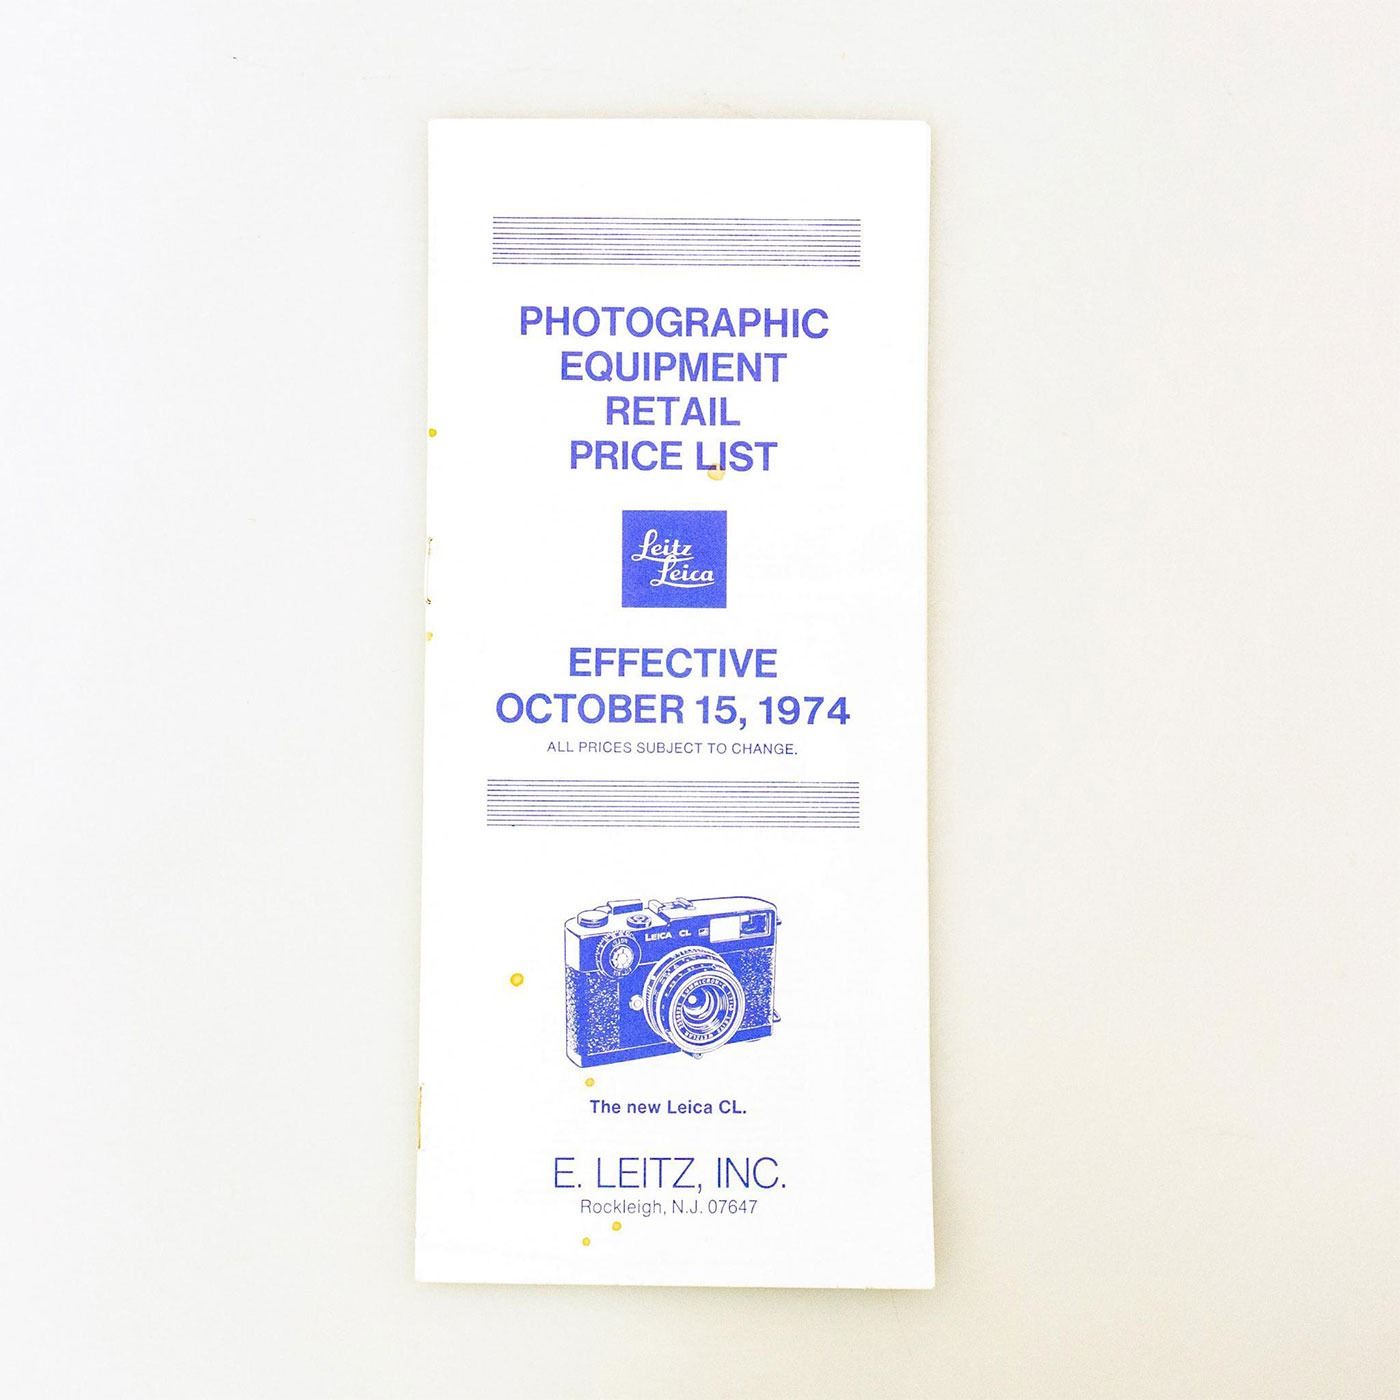 PHOTOGRAPHIC
EQUIPMENT
RETAIL
PRICE LIST
Leitz
Leica
EFFECTIVE
OCTOBER 15, 1974
ALL PRICES SUBJECT TO CHANGE.
LEICA CL
The new Leica CL.
E. LEITZ, INC.
Rockleigh, N.J. 07647